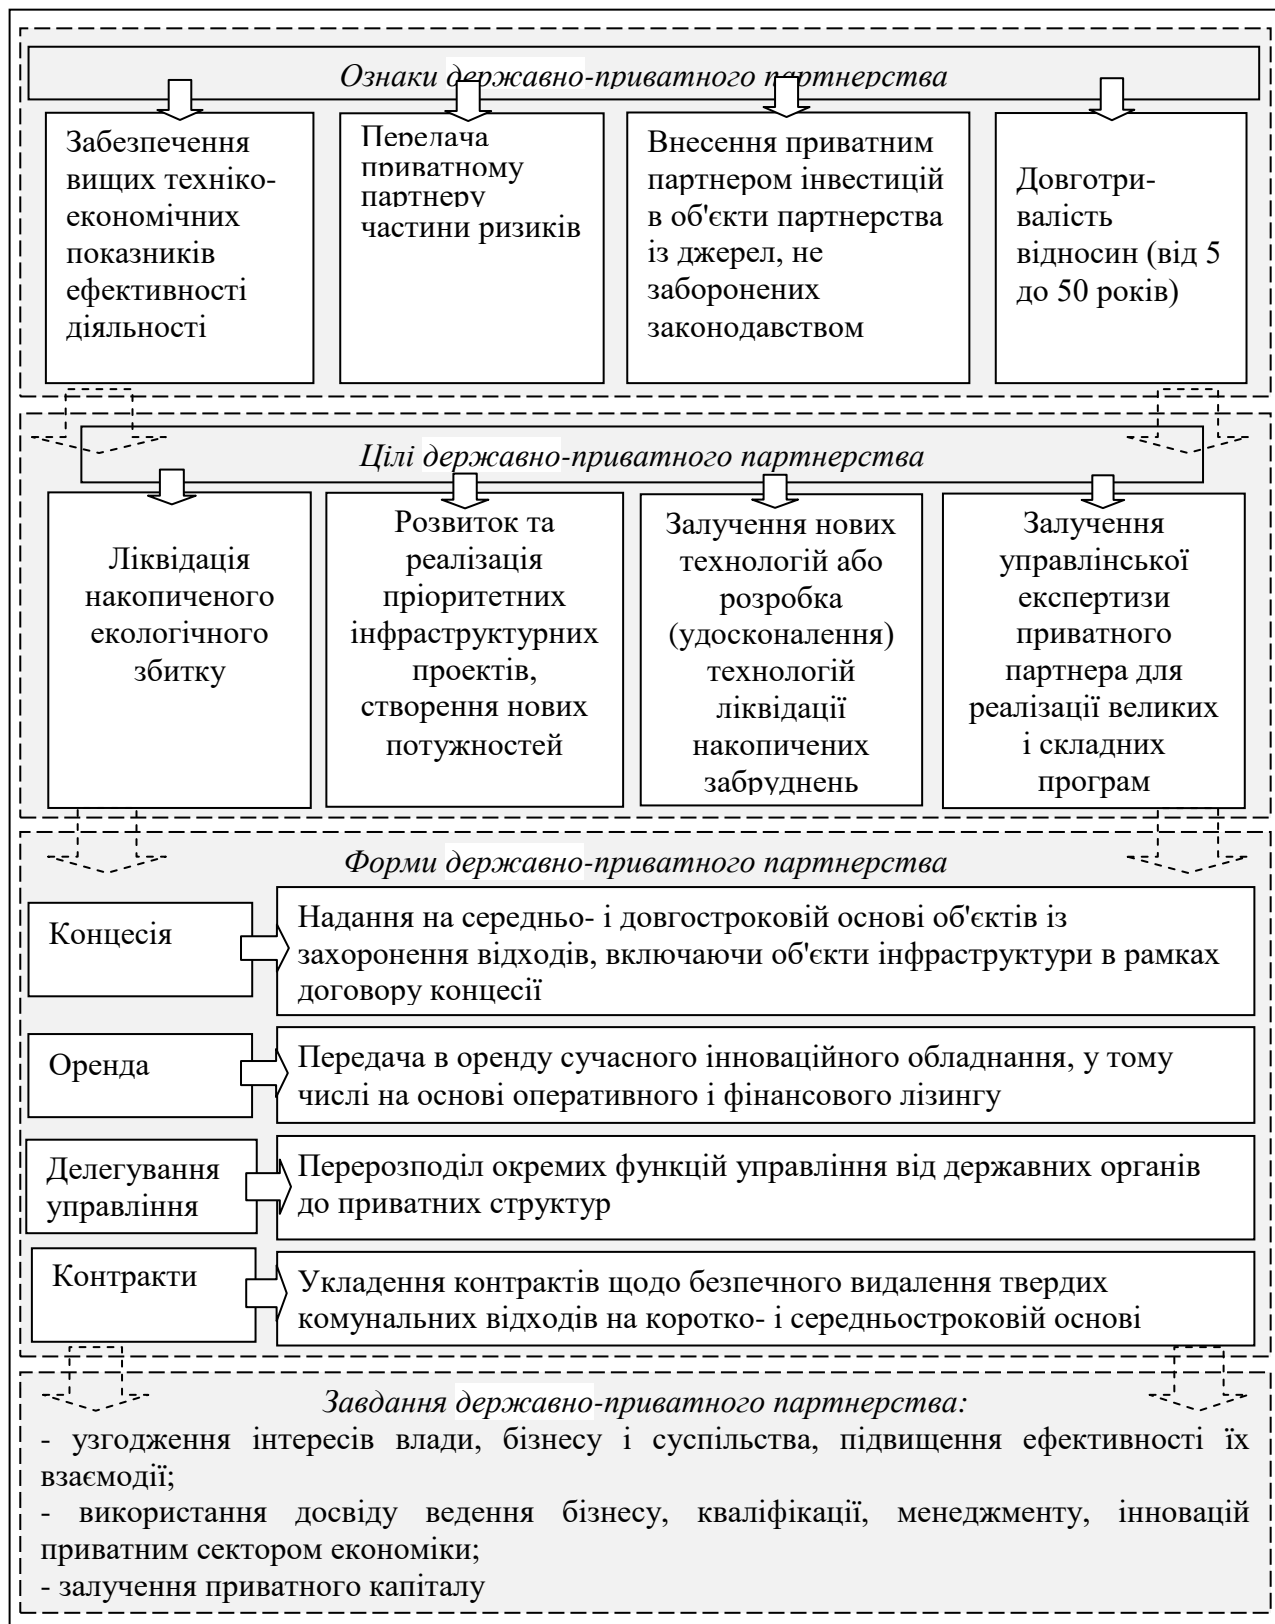 Ознаки державно-приватного партнерства
Забезпечення
вищих техніко-
економічних
показників
ефективності
діяльності
Передача
приватному
партнеру
частини ризиків
Внесення приватним
партнером інвестицій
в об'єкти партнерства
із джерел, не
заборонених
законодавством
Довготри-
валість
відносин (від 5
до 50 років)
Цілі державно-приватного партнерства
Ліквідація
накопиченого
екологічного
збитку
Розвиток та
реалізація
пріоритетних
інфраструктурних
проектів,
створення нових
потужностей
Залучення нових
технологій або
розробка
(удосконалення)
технологій
ліквідації
накопичених
забруднень
Залучення
управлінської
експертизи
приватного
партнера для
реалізації великих
і складних
програм
Форми державно-приватного партнерства
Концесія
Надання на середньо- і довгостроковій основі об'єктів із
захоронення відходів, включаючи об'єкти інфраструктури в рамках
договору концесії
Оренда
Передача в оренду сучасного інноваційного обладнання, у тому
числі на основі оперативного і фінансового лізингу
Делегування
управління
Перерозподіл окремих функцій управління від державних органів
до приватних структур
Контракти
Укладення контрактів щодо безпечного видалення твердих
комунальних відходів на коротко- і середньостроковій основі
Завдання державно-приватного партнерства:
- узгодження інтересів влади, бізнесу і суспільства, підвищення ефективності їх
взаємодії;
- використання досвіду ведення бізнесу, кваліфікації, менеджменту, інновацій
приватним сектором економіки;
- залучення приватного капіталу